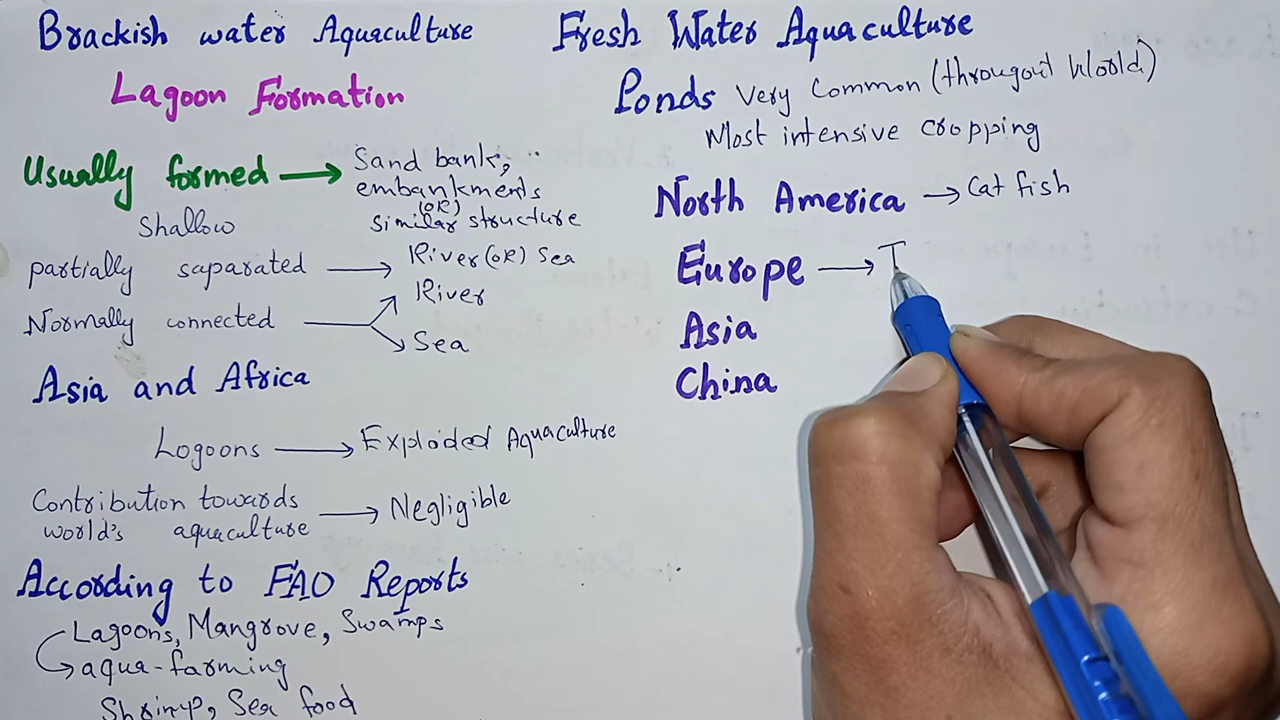 Brackish water Aquaculture
Lagoon Formation
Usually formed → Sand bank,
embankments
(OR)
Similar structure
Shallow
partially saparated → River (OR) Sea
Normally connected → River
Sea
Asia and Africa
Logoons → Exploided Aquaculture
Contribution towards
world's aquaculture → Negligible
According to FAO Reports
Lagoons, Mangrove, Swamps
aqua-farming
Shrimp, Sea food
Fresh Water Aquaculture
Ponds Very Common (througout World)
Most intensive cropping
North America → Cat fish
Europe → T
Asia
China